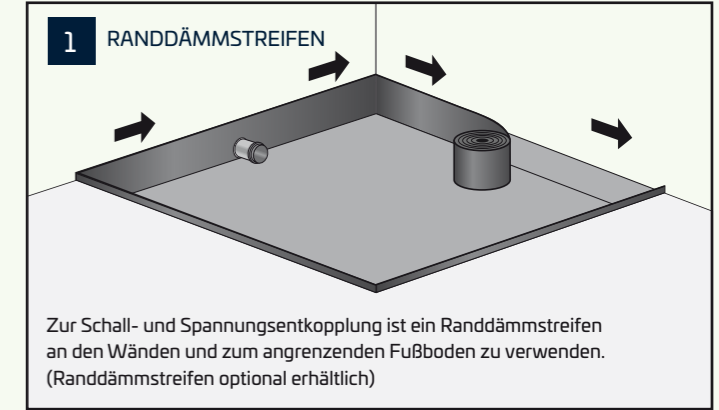 1 RANDDÄMMSTREIFEN
Zur Schall- und Spannungsentkopplung ist ein Randdämmstreifen
an den Wänden und zum angrenzenden Fußboden zu verwenden.
(Randdämmstreifen optional erhältlich)